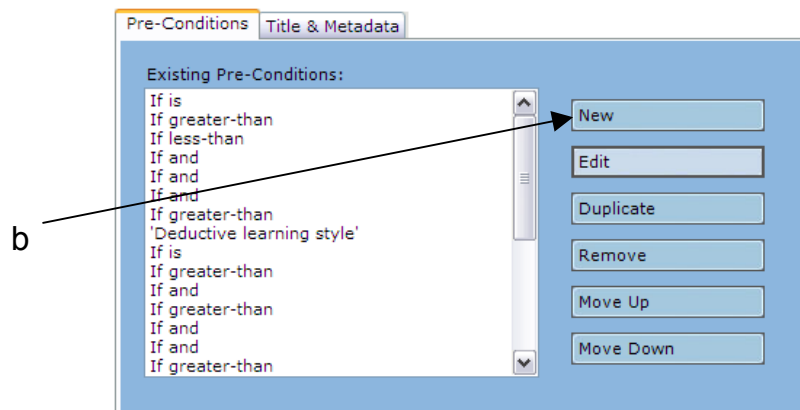 Pre-Conditions
Title & Metadata
Existing Pre-Conditions:
If is
If greater-than
If less-than
If and
If and
If and
If greater-than
'Deductive learning style'
If is
If greater-than
If and
If greater-than
If and
If and
If greater-than
New
Edit
Duplicate
Remove
Move Up
Move Down
b